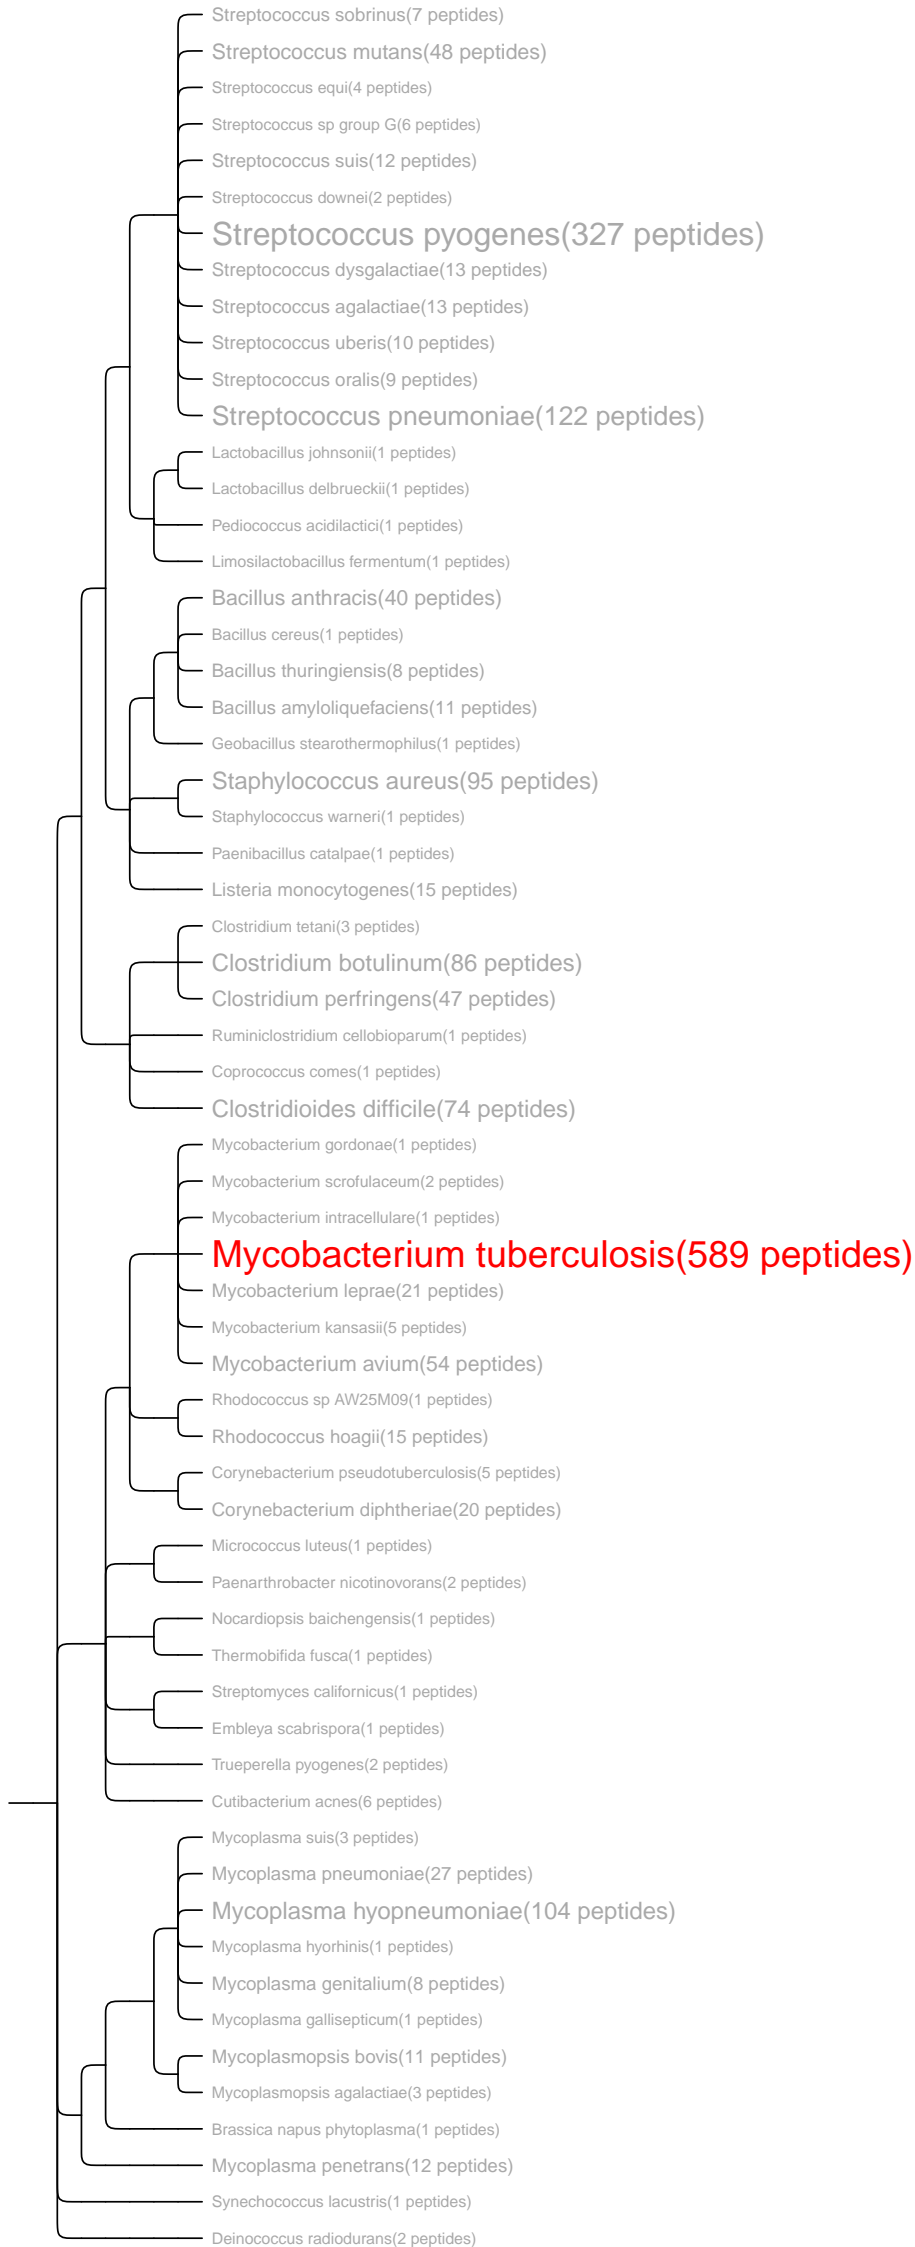 Streptococcus sobrinus(7 peptides)
Streptococcus mutans(48 peptides)
Streptococcus equi(4 peptides)
Streptococcus sp group G(6 peptides)
Streptococcus suis(12 peptides)
Streptococcus downei(2 peptides)
Streptococcus pyogenes(327 peptides)
Streptococcus dysgalactiae(13 peptides)
Streptococcus agalactiae(13 peptides)
Streptococcus uberis(10 peptides)
Streptococcus oralis(9 peptides)
Streptococcus pneumoniae(122 peptides)
Lactobacillus johnsonii(1 peptides)
Lactobacillus delbrueckii(1 peptides)
Pediococcus acidilactici(1 peptides)
Limosilactobacillus fermentum(1 peptides)
Bacillus anthracis(40 peptides)
Bacillus cereus(1 peptides)
Bacillus thuringiensis(8 peptides)
Bacillus amyloliquefaciens(11 peptides)
Geobacillus stearothermophilus(1 peptides)
Staphylococcus aureus(95 peptides)
Staphylococcus warneri(1 peptides)
Paenibacillus catalpae(1 peptides)
Listeria monocytogenes(15 peptides)
Clostridium tetani(3 peptides)
Clostridium botulinum(86 peptides)
Clostridium perfringens(47 peptides)
Ruminiclostridium cellobioparum(1 peptides)
Coprococcus comes(1 peptides)
Clostridioides difficile(74 peptides)
Mycobacterium gordonae(1 peptides)
Mycobacterium scrofulaceum(2 peptides)
Mycobacterium intracellulare(1 peptides)
Mycobacterium tuberculosis(589 peptides)
Mycobacterium leprae(21 peptides)
Mycobacterium kansasii(5 peptides)
Mycobacterium avium(54 peptides)
Rhodococcus sp AW25M09(1 peptides)
Rhodococcus hoagii(15 peptides)
Corynebacterium pseudotuberculosis(5 peptides)
Corynebacterium diphtheriae(20 peptides)
Micrococcus luteus(1 peptides)
Paenarthrobacter nicotinovorans(2 peptides)
Nocardiopsis baichengensis(1 peptides)
Thermobifida fusca(1 peptides)
Streptomyces californicus(1 peptides)
Embleya scabrispora(1 peptides)
Trueperella pyogenes(2 peptides)
Cutibacterium acnes(6 peptides)
Mycoplasma suis(3 peptides)
Mycoplasma pneumoniae(27 peptides)
Mycoplasma hyopneumoniae(104 peptides)
Mycoplasma hyorhinis(1 peptides)
Mycoplasma genitalium(8 peptides)
Mycoplasma gallisepticum(1 peptides)
Mycoplasmopsis bovis(11 peptides)
Mycoplasmopsis agalactiae(3 peptides)
Brassica napus phytoplasma(1 peptides)
Mycoplasma penetrans(12 peptides)
Synechococcus lacustris(1 peptides)
Deinococcus radiodurans(2 peptides)